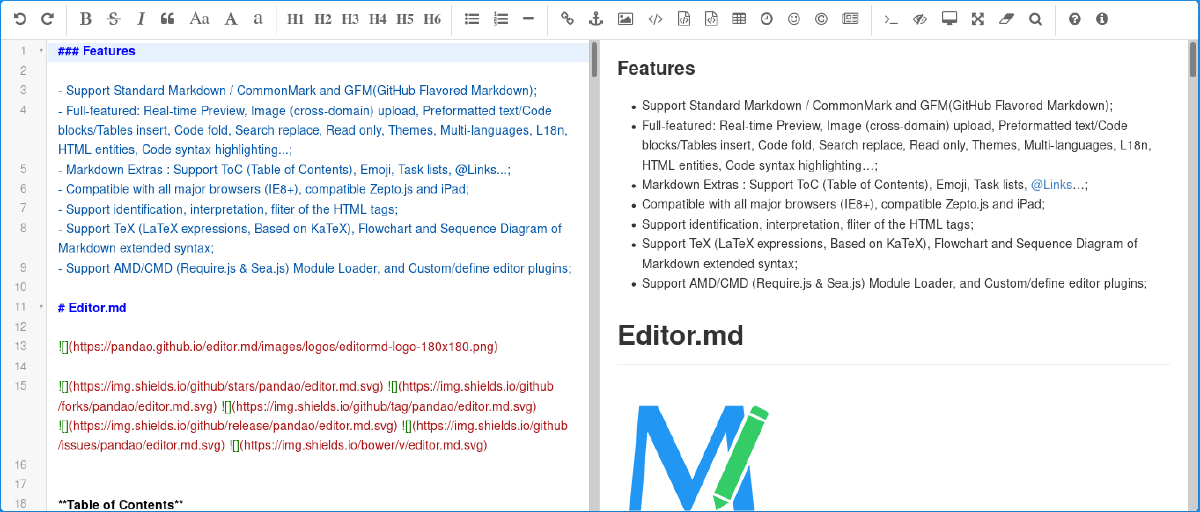 B S I Aa A a H1 H2 H3 H4 H5 H6
1 ### Features
2
3 - Support Standard Markdown / CommonMark and GFM(GitHub Flavored Markdown);
4 - Full-featured: Real-time Preview, Image (cross-domain) upload, Preformatted text/Code
blocks/Tables insert, Code fold, Search replace, Read only, Themes, Multi-languages, L18n,
HTML entities, Code syntax highlighting...;
5 - Markdown Extras : Support ToC (Table of Contents), Emoji, Task lists, @Links...;
6 - Compatible with all major browsers (IE8+), compatible Zepto.js and iPad;
7 - Support identification, interpretation, fliter of the HTML tags;
8 - Support TeX (LaTeX expressions, Based on KaTeX), Flowchart and Sequence Diagram of
Markdown extended syntax;
9 - Support AMD/CMD (Require.js & Sea.js) Module Loader, and Custom/define editor plugins;
10
11 # Editor.md
12
13 ![](https://pandao.github.io/editor.md/images/logos/editormd-logo-180x180.png)
14
15 ![](https://img.shields.io/github/stars/pandao/editor.md.svg) ![](https://img.shields.io/github
/forks/pandao/editor.md.svg) ![](https://img.shields.io/github/tag/pandao/editor.md.svg)
![](https://img.shields.io/github/release/pandao/editor.md.svg) ![](https://img.shields.io/github
/issues/pandao/editor.md.svg) ![](https://img.shields.io/bower/v/editor.md.svg)
16
17
18 **Table of Contents**
Features
• Support Standard Markdown / CommonMark and GFM(GitHub Flavored Markdown);
• Full-featured: Real-time Preview, Image (cross-domain) upload, Preformatted text/Code
blocks/Tables insert, Code fold, Search replace, Read only, Themes, Multi-languages, L18n,
HTML entities, Code syntax highlighting…;
• Markdown Extras : Support ToC (Table of Contents), Emoji, Task lists, @Links…;
• Compatible with all major browsers (IE8+), compatible Zepto.js and iPad;
• Support identification, interpretation, fliter of the HTML tags;
• Support TeX (LaTeX expressions, Based on KaTeX), Flowchart and Sequence Diagram of
Markdown extended syntax;
• Support AMD/CMD (Require.js & Sea.js) Module Loader, and Custom/define editor plugins;
Editor.md